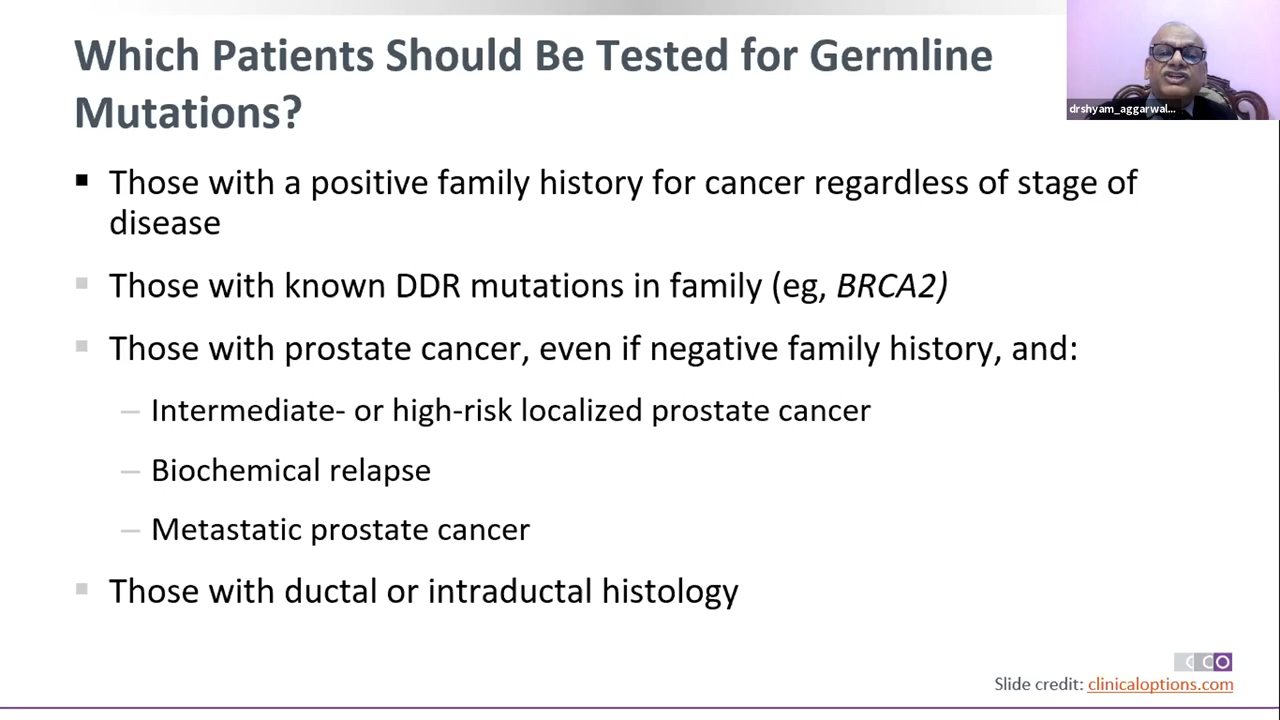 Which Patients Should Be Tested for Germline
Mutations?
drshyam_aggarwal...
▪ Those with a positive family history for cancer regardless of stage of
disease
▪ Those with known DDR mutations in family (eg, BRCA2)
▪ Those with prostate cancer, even if negative family history, and:
– Intermediate- or high-risk localized prostate cancer
– Biochemical relapse
– Metastatic prostate cancer
▪ Those with ductal or intraductal histology
CCO
Slide credit: clinicaloptions.com